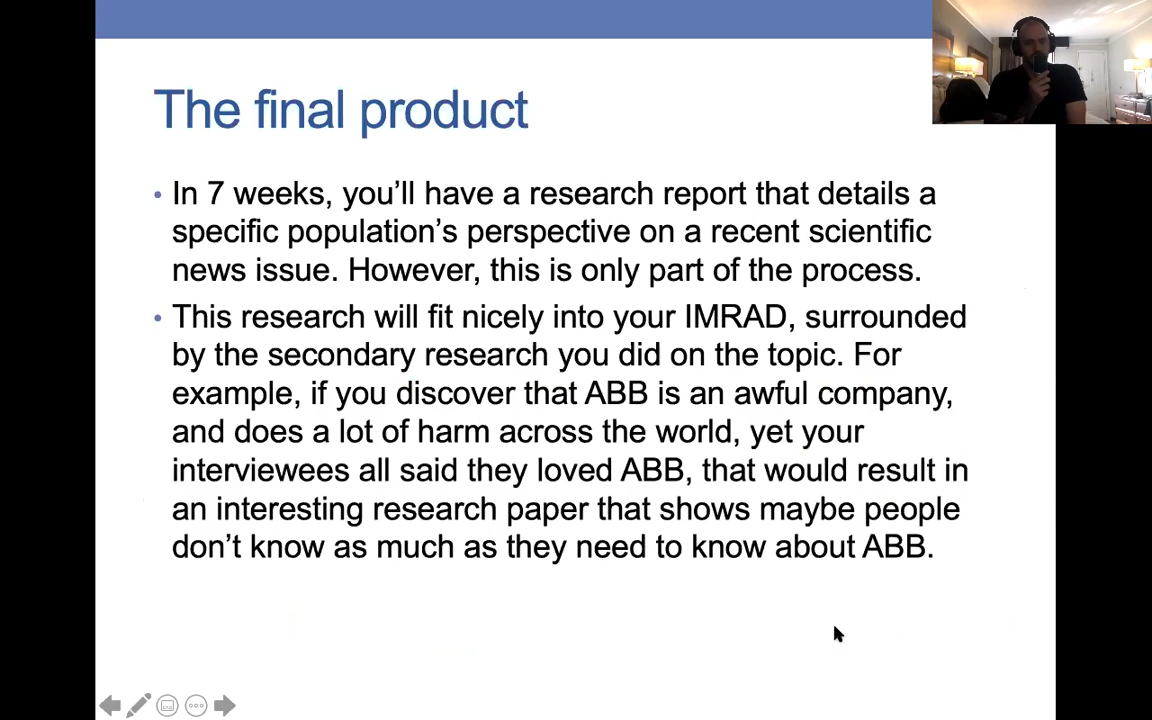 The final product
• In 7 weeks, you'll have a research report that details a
specific population's perspective on a recent scientific
news issue. However, this is only part of the process.
• This research will fit nicely into your IMRAD, surrounded
by the secondary research you did on the topic. For
example, if you discover that ABB is an awful company,
and does a lot of harm across the world, yet your
interviewees all said they loved ABB, that would result in
an interesting research paper that shows maybe people
don't know as much as they need to know about ABB.